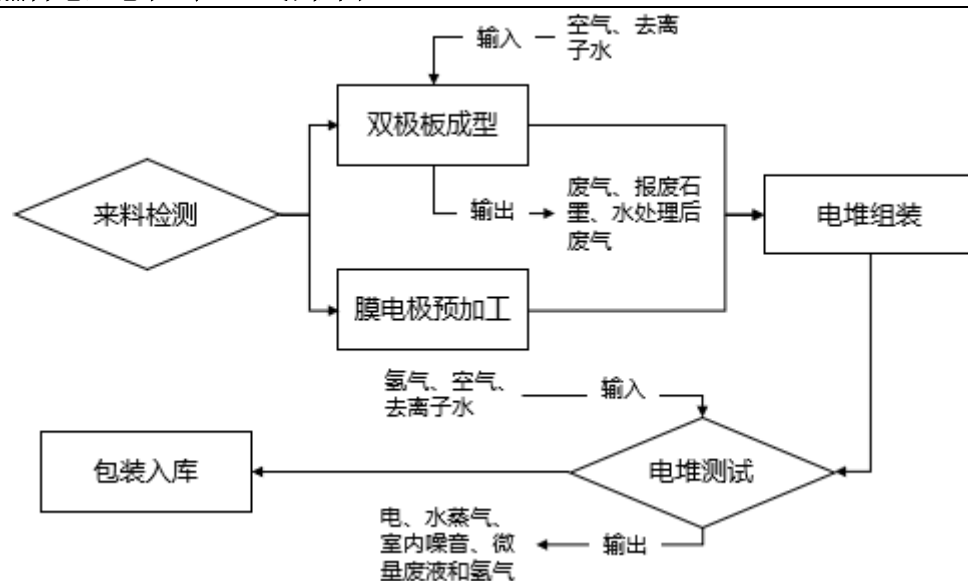 输入
空气、去离
子水
双极板成型
来料检测
输出
废气、报废石
墨、水处理后
废气
电堆组装
膜电极预加工
氢气、空气、
去离子水
输入
包装入库
电堆测试
电、水蒸气、
室内噪音、微
量废液和氢气
输出